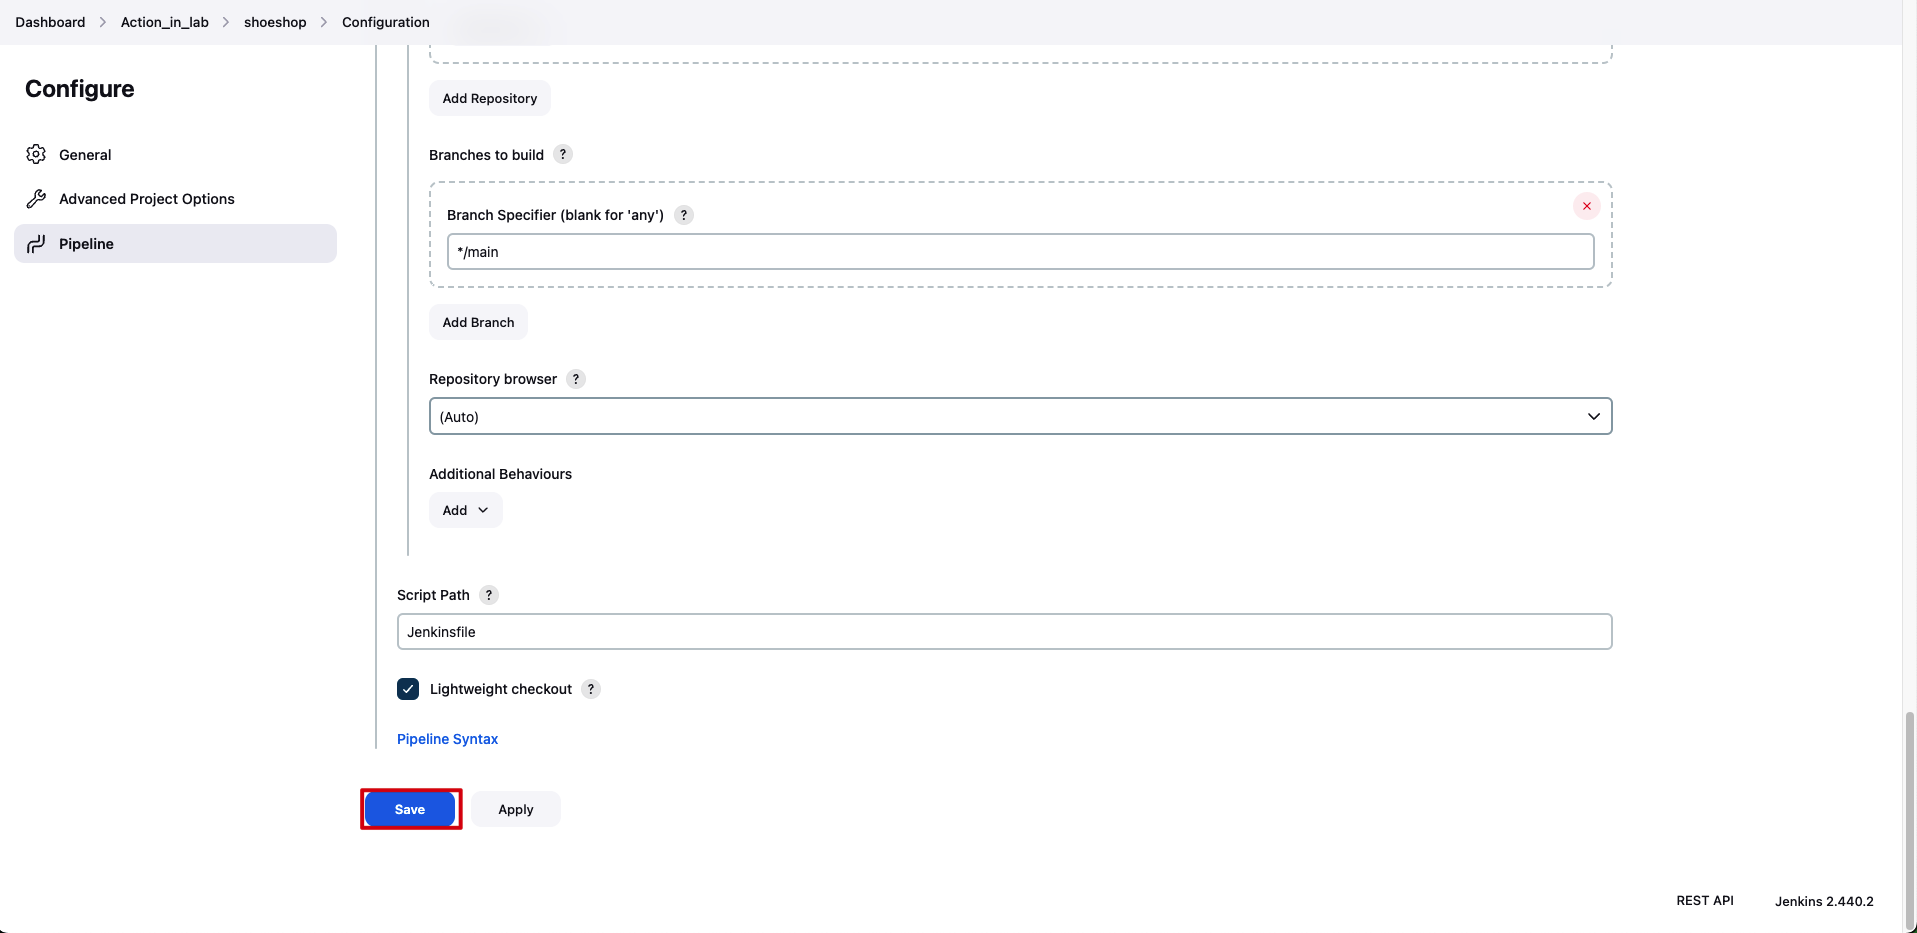 Dashboard > Action_in_lab > shoeshop > Configuration
Configure
General
Advanced Project Options
Pipeline
Add Repository
Branches to build ?
Branch Specifier (blank for 'any') ?
*/main
Add Branch
Repository browser ?
(Auto)
Additional Behaviours
Add
Script Path ?
Jenkinsfile
Lightweight checkout ?
Pipeline Syntax
Save Apply
REST API Jenkins 2.440.2